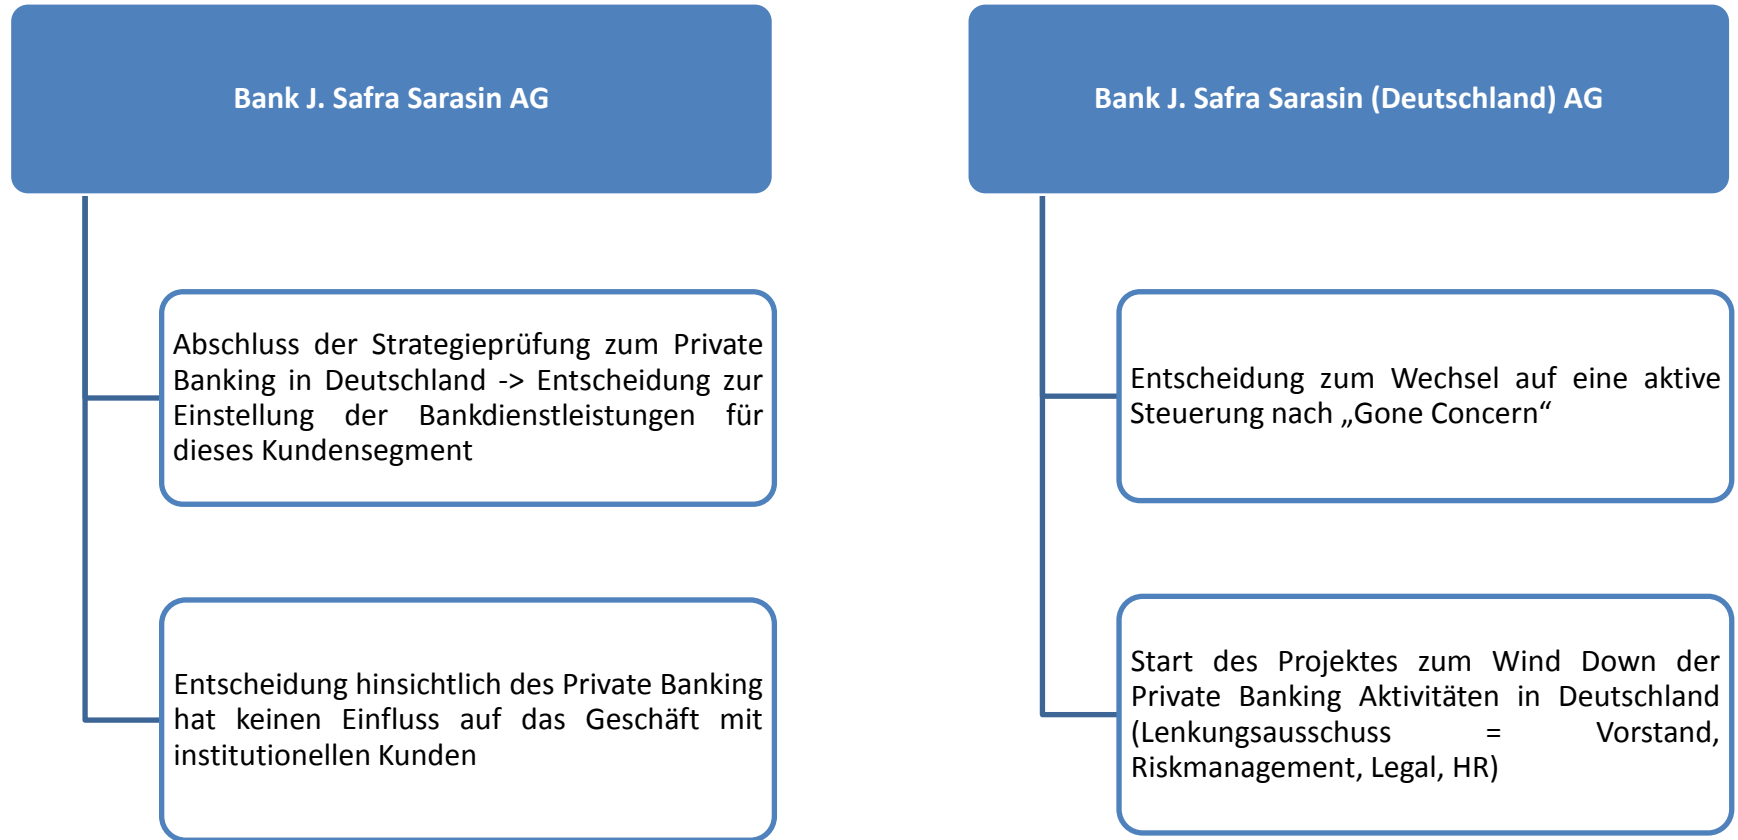 Bank J. Safra Sarasin AG
Abschluss der Strategieprüfung zum Private
Banking in Deutschland -> Entscheidung zur
Einstellung der Bankdienstleistungen für
dieses Kundensegment
Entscheidung hinsichtlich des Private Banking
hat keinen Einfluss auf das Geschäft mit
institutionellen Kunden
Bank J. Safra Sarasin (Deutschland) AG
Entscheidung zum Wechsel auf eine aktive
Steuerung nach „Gone Concern“
Start des Projektes zum Wind Down der
Private Banking Aktivitäten in Deutschland
(Lenkungsausschuss = Vorstand,
Riskmanagement, Legal, HR)